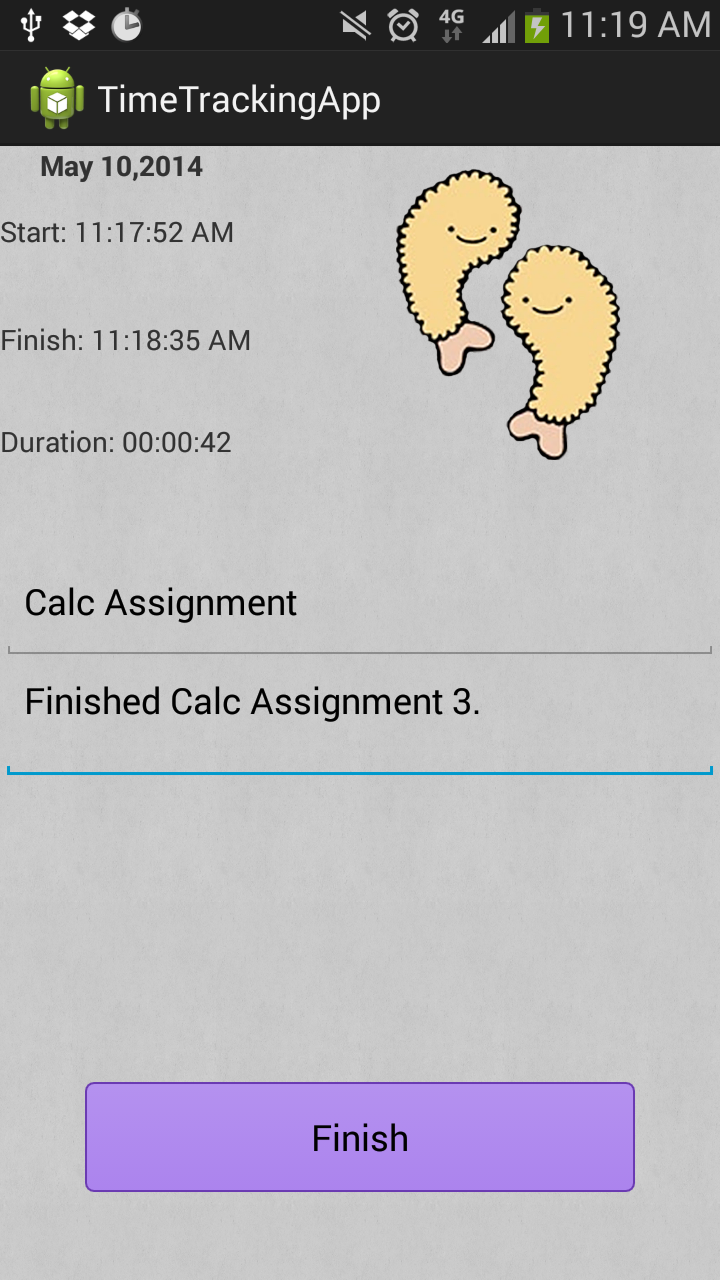 4G 11:19 AM
TimeTrackingApp
May 10,2014
Start: 11:17:52 AM
Finish: 11:18:35 AM
Duration: 00:00:42
Calc Assignment
Finished Calc Assignment 3.
Finish